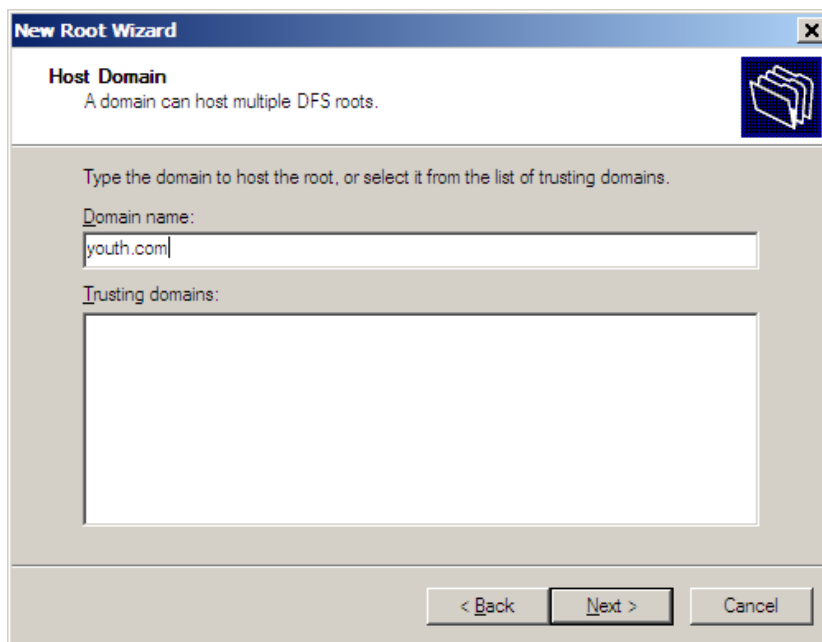 New Root Wizard
Host Domain
A domain can host multiple DFS roots.
Type the domain to host the root, or select it from the list of trusting domains.
Domain name:
youth.com
Trusting domains:
< Back
Next >
Cancel